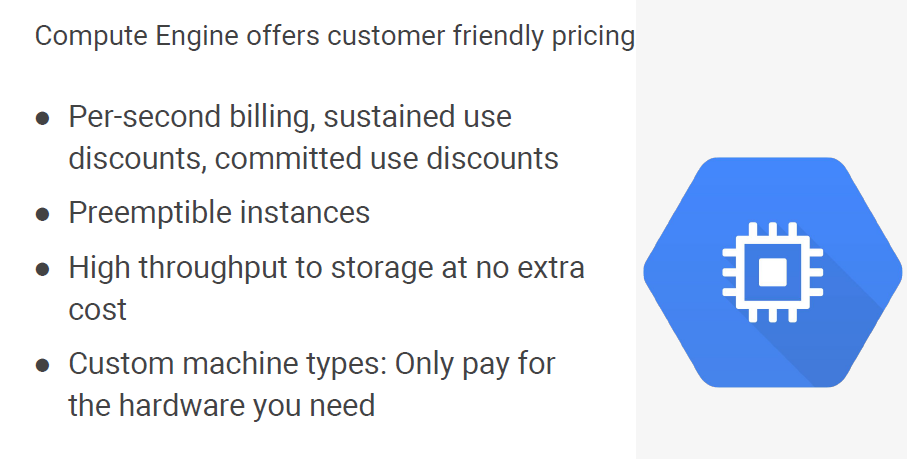 Compute Engine offers customer friendly pricing
● Per-second billing, sustained use
discounts, committed use discounts
● Preemptible instances
● High throughput to storage at no extra
cost
● Custom machine types: Only pay for
the hardware you need